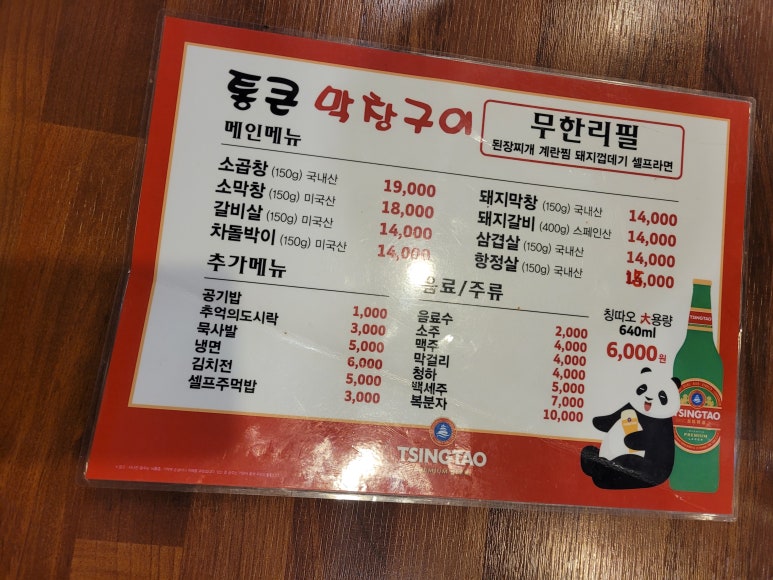 통큰 막창구이
무한리필
된장찌개 계란찜 돼지껍데기 셀프라면
메인메뉴
소곱창 (150g) 국내산 19,000
소막창 (150g) 미국산 18,000
갈비살 (150g) 미국산 14,000
차돌박이 (150g) 미국산 14,000
돼지막창 (150g) 국내산 14,000
돼지갈비 (400g) 스페인산 14,000
삼겹살 (150g) 국내산 14,000
항정살 (150g) 국내산 15,000
추가메뉴
공기밥 1,000
추억의도시락 3,000
묵사발 5,000
냉면 6,000
김치전 5,000
셀프주먹밥 3,000
음료/주류
음료수 2,000
소주 4,000
맥주 4,000
막걸리 4,000
청하 5,000
백세주 7,000
복분자 10,000
칭따오 大용량
640ml
6,000원
TSINGTAO
TSINGTAO
PREMIUM
TSINGTAO
PREMIUM